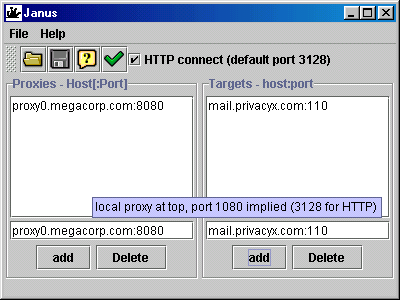 Janus
File Help
HTTP connect (default port 3128)
Proxies - Host[:Port]
Targets - host:port
proxy0.megacorp.com:8080
mail.privacyx.com:110
local proxy at top, port 1080 implied (3128 for HTTP)
proxy0.megacorp.com:8080
mail.privacyx.com:110
add Delete
add Delete